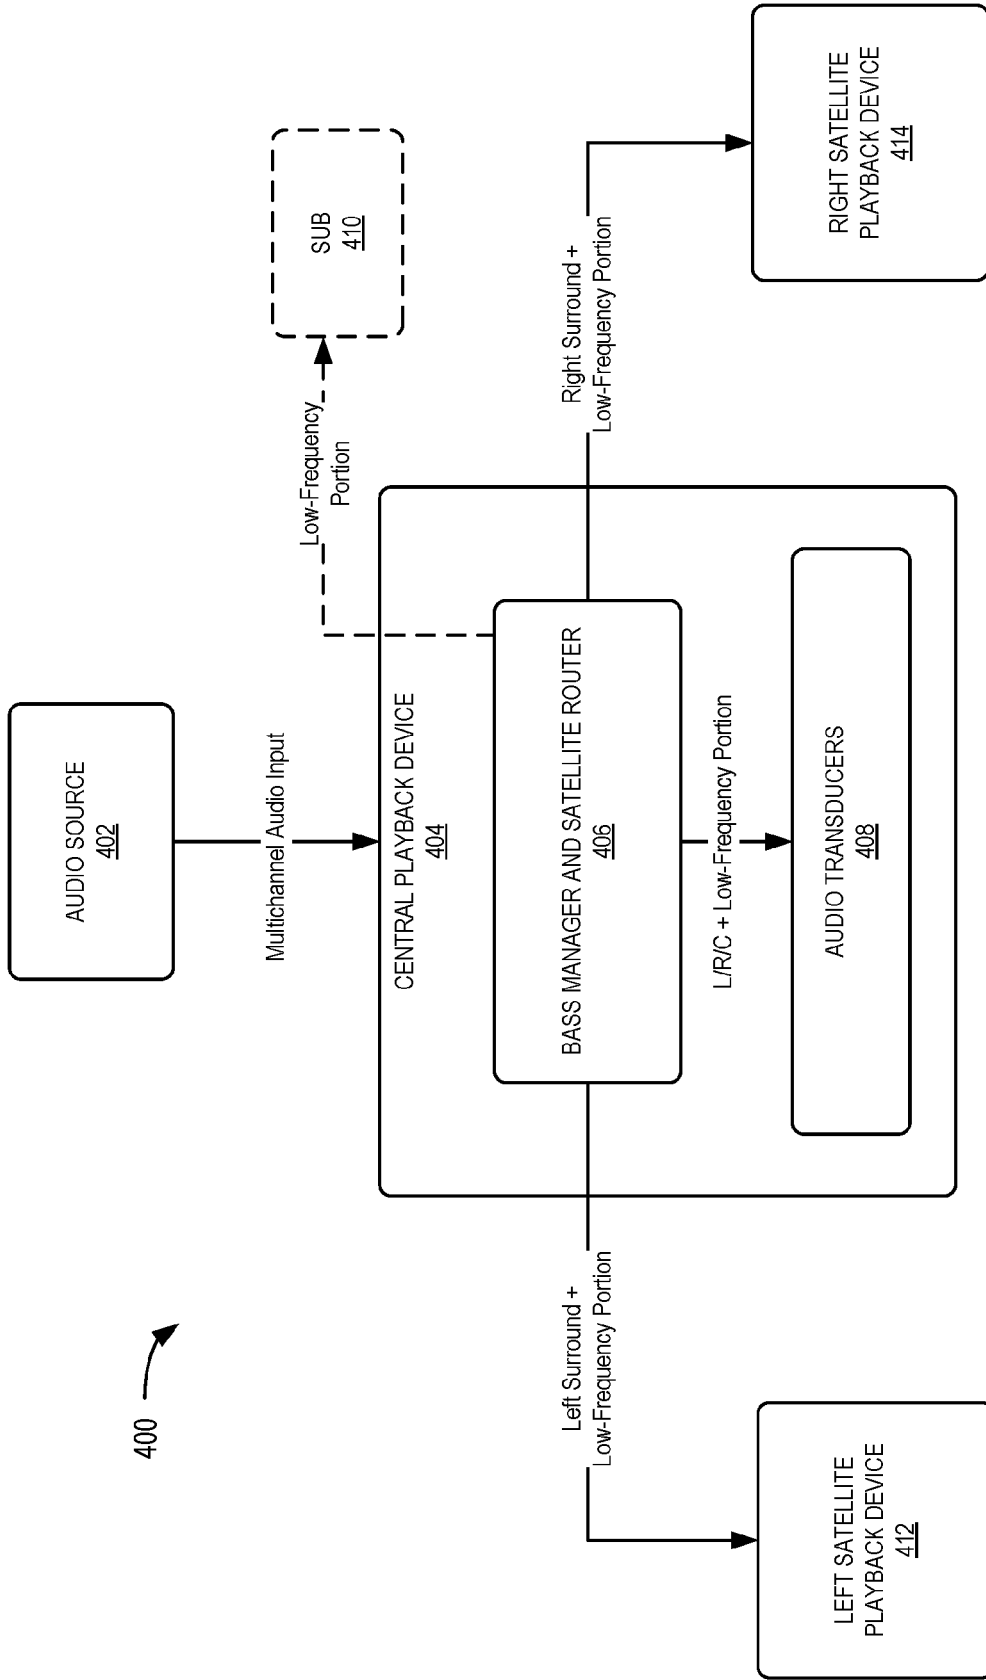 400
AUDIO SOURCE
402
Multichannel Audio Input
SUB
410
Low-Frequency
Portion
CENTRAL PLAYBACK DEVICE
404
BASS MANAGER AND SATELLITE ROUTER
406
Left Surround +
Low-Frequency Portion
Right Surround +
Low-Frequency Portion
L/R/C + Low-Frequency Portion
AUDIO TRANSDUCERS
408
LEFT SATELLITE
PLAYBACK DEVICE
412
RIGHT SATELLITE
PLAYBACK DEVICE
414